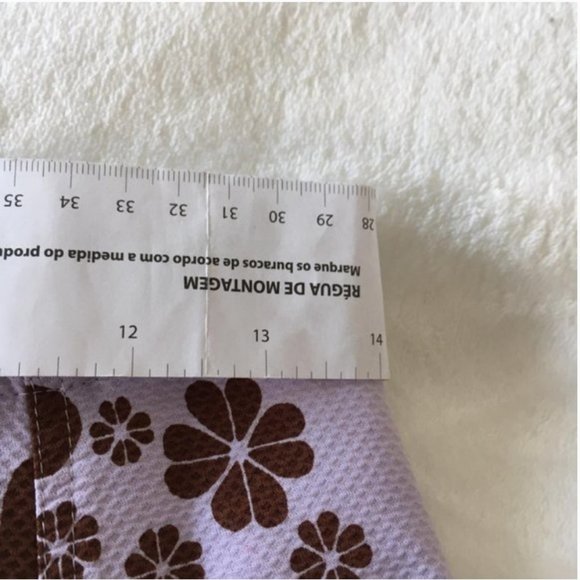 35 34 33 32 31 30 29 28
RÉGUA DE MONTAGEM
Marque os buracos de acordo com a medida do
12 13 14